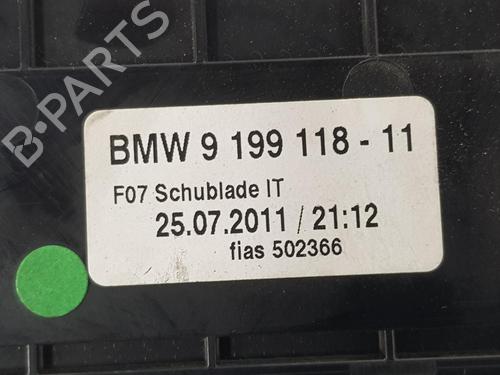 BMW 9 199 118 - 11
F07 Schublade IT
25.07.2011 / 21:12
fias 502366
B-PARTS